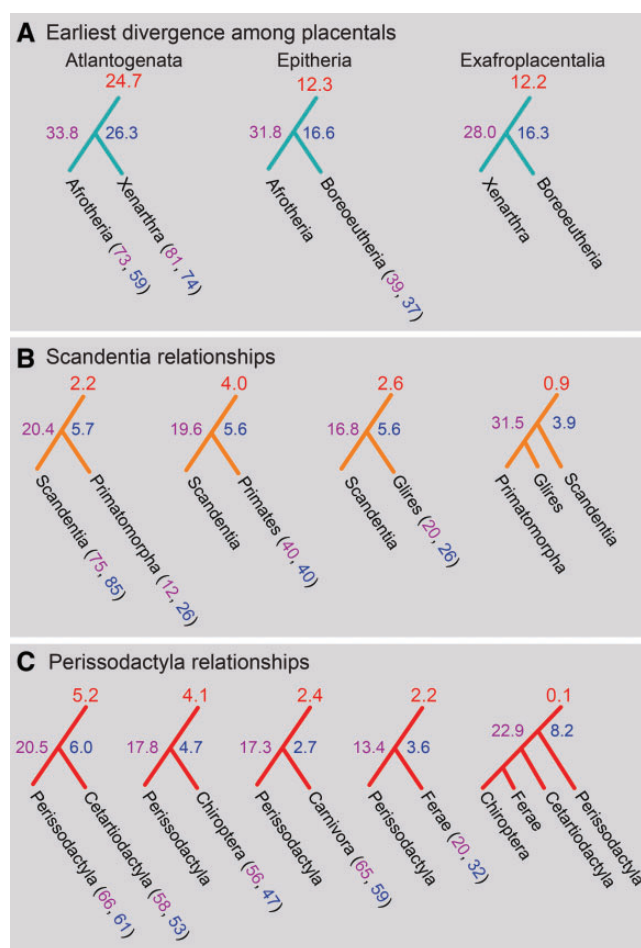 A Earliest divergence among placentals
Atlantogenata Epitheria Exafroplacentalia
24.7 12.3 12.2
33.8 26.3 31.8 16.6 28.0 16.3
Afrotheria (73, 59) Xenarthra (81, 74) Afrotheria Boreoeutheria (39, 37) Xenarthra Boreoeutheria
B Scandentia relationships
2.2 4.0 2.6 0.9
20.4 5.7 19.6 5.6 16.8 5.6 31.5 3.9
Scandentia (75, 85) Primatomorpha (12, 26) Scandentia Primates (40, 40) Scandentia Glires (20, 26) Primatomorpha Glires Scandentia
C Perissodactyla relationships
5.2 4.1 2.4 2.2 0.1
20.5 6.0 17.8 4.7 17.3 2.7 13.4 3.6 22.9 8.2
Perissodactyla (66, 61) Cetartiodactyla (58, 53) Perissodactyla Chiroptera (56, 47) Perissodactyla Carnivora (65, 59) Perissodactyla Ferae (20, 32) Chiroptera Ferae Cetartiodactyla Perissodactyla